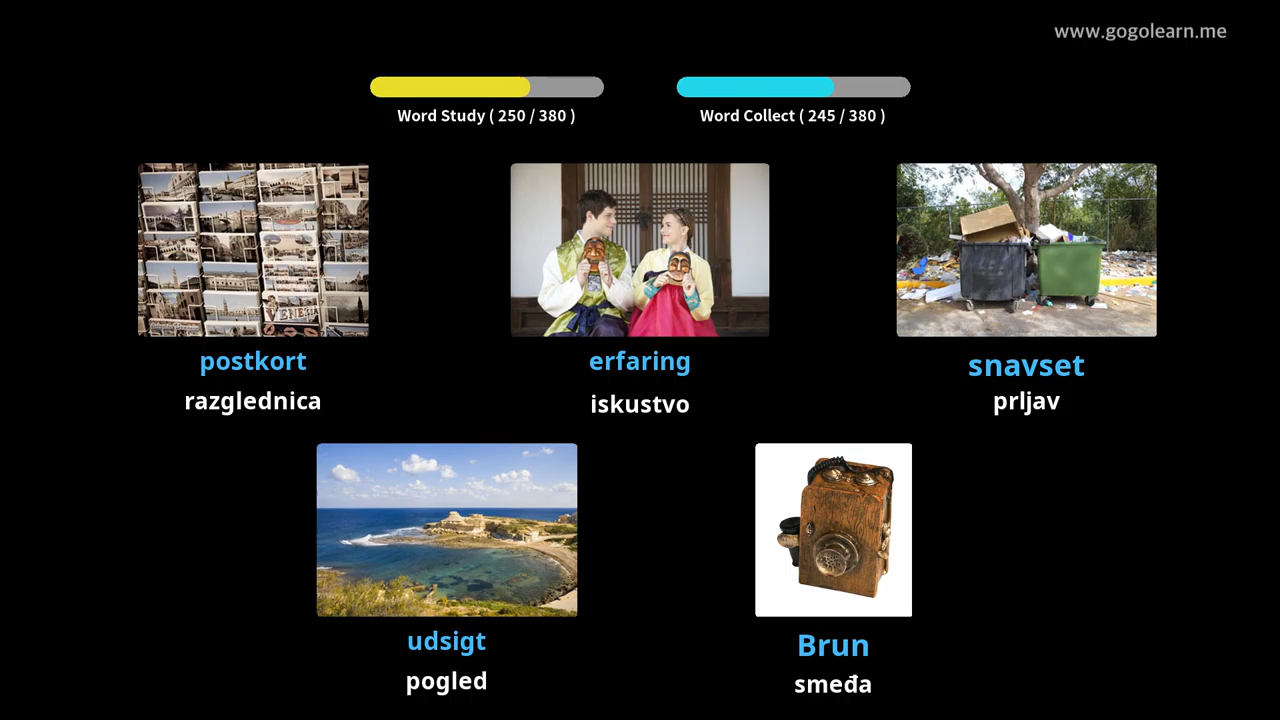 www.gogolearn.me
Word Study ( 250 / 380 )
Word Collect ( 245 / 380 )
postkort
erfaring
snavset
razglednica
iskustvo
prljav
udsigt
Brun
pogled
smeđa